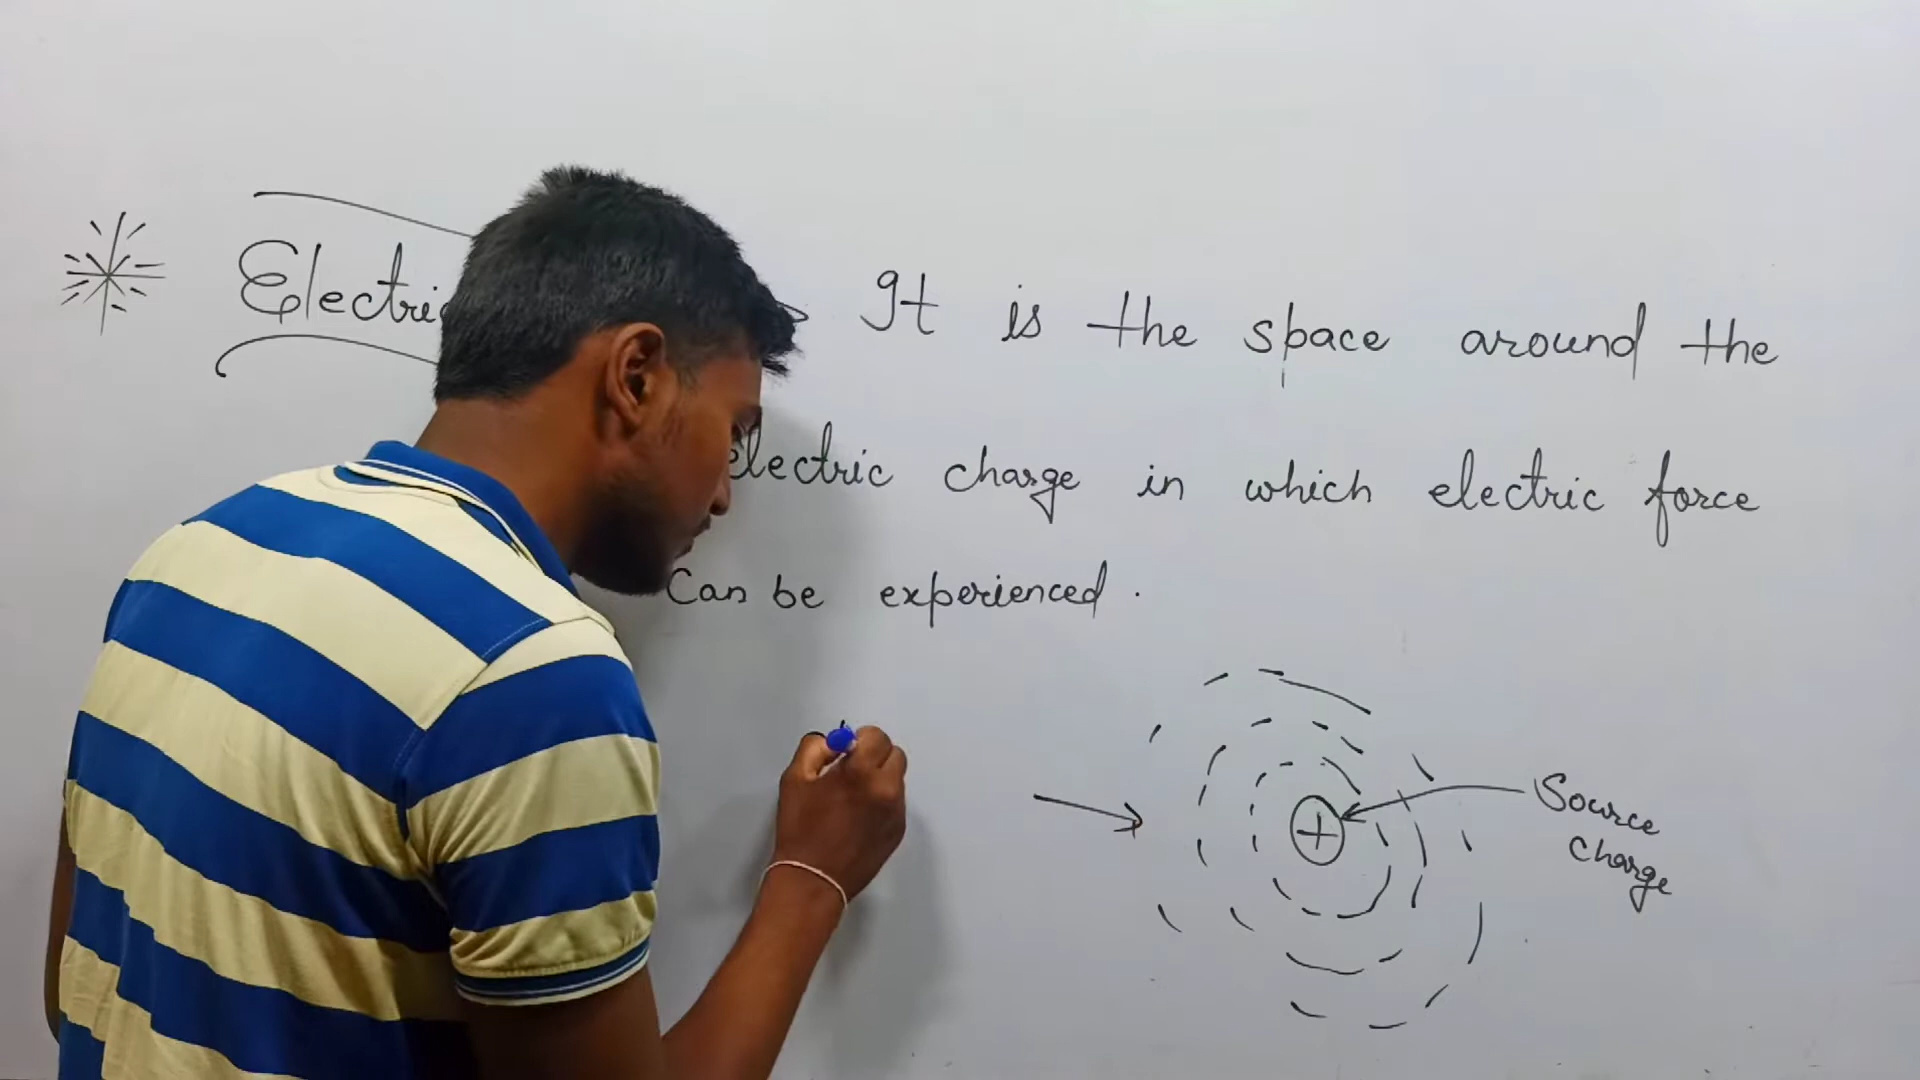 Electric It is the space around the
electric charge in which electric force
Can be experienced.
+
Source
Charge